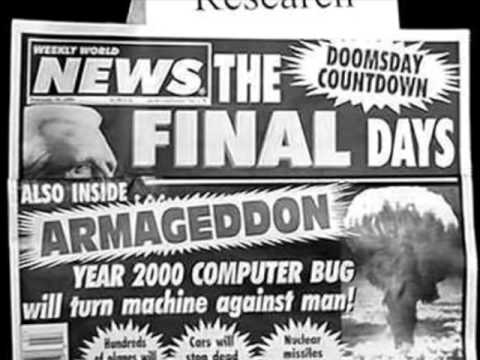 Research
WEEKLY WORLD
NEWS
DOOMSDAY
COUNTDOWN
THE
FINAL DAYS
ALSO INSIDE
ARMAGEDDON
YEAR 2000 COMPUTER BUG
will turn machine against man!
Hundreds
of planes will
Cars will
stop dead
Nuclear
missiles